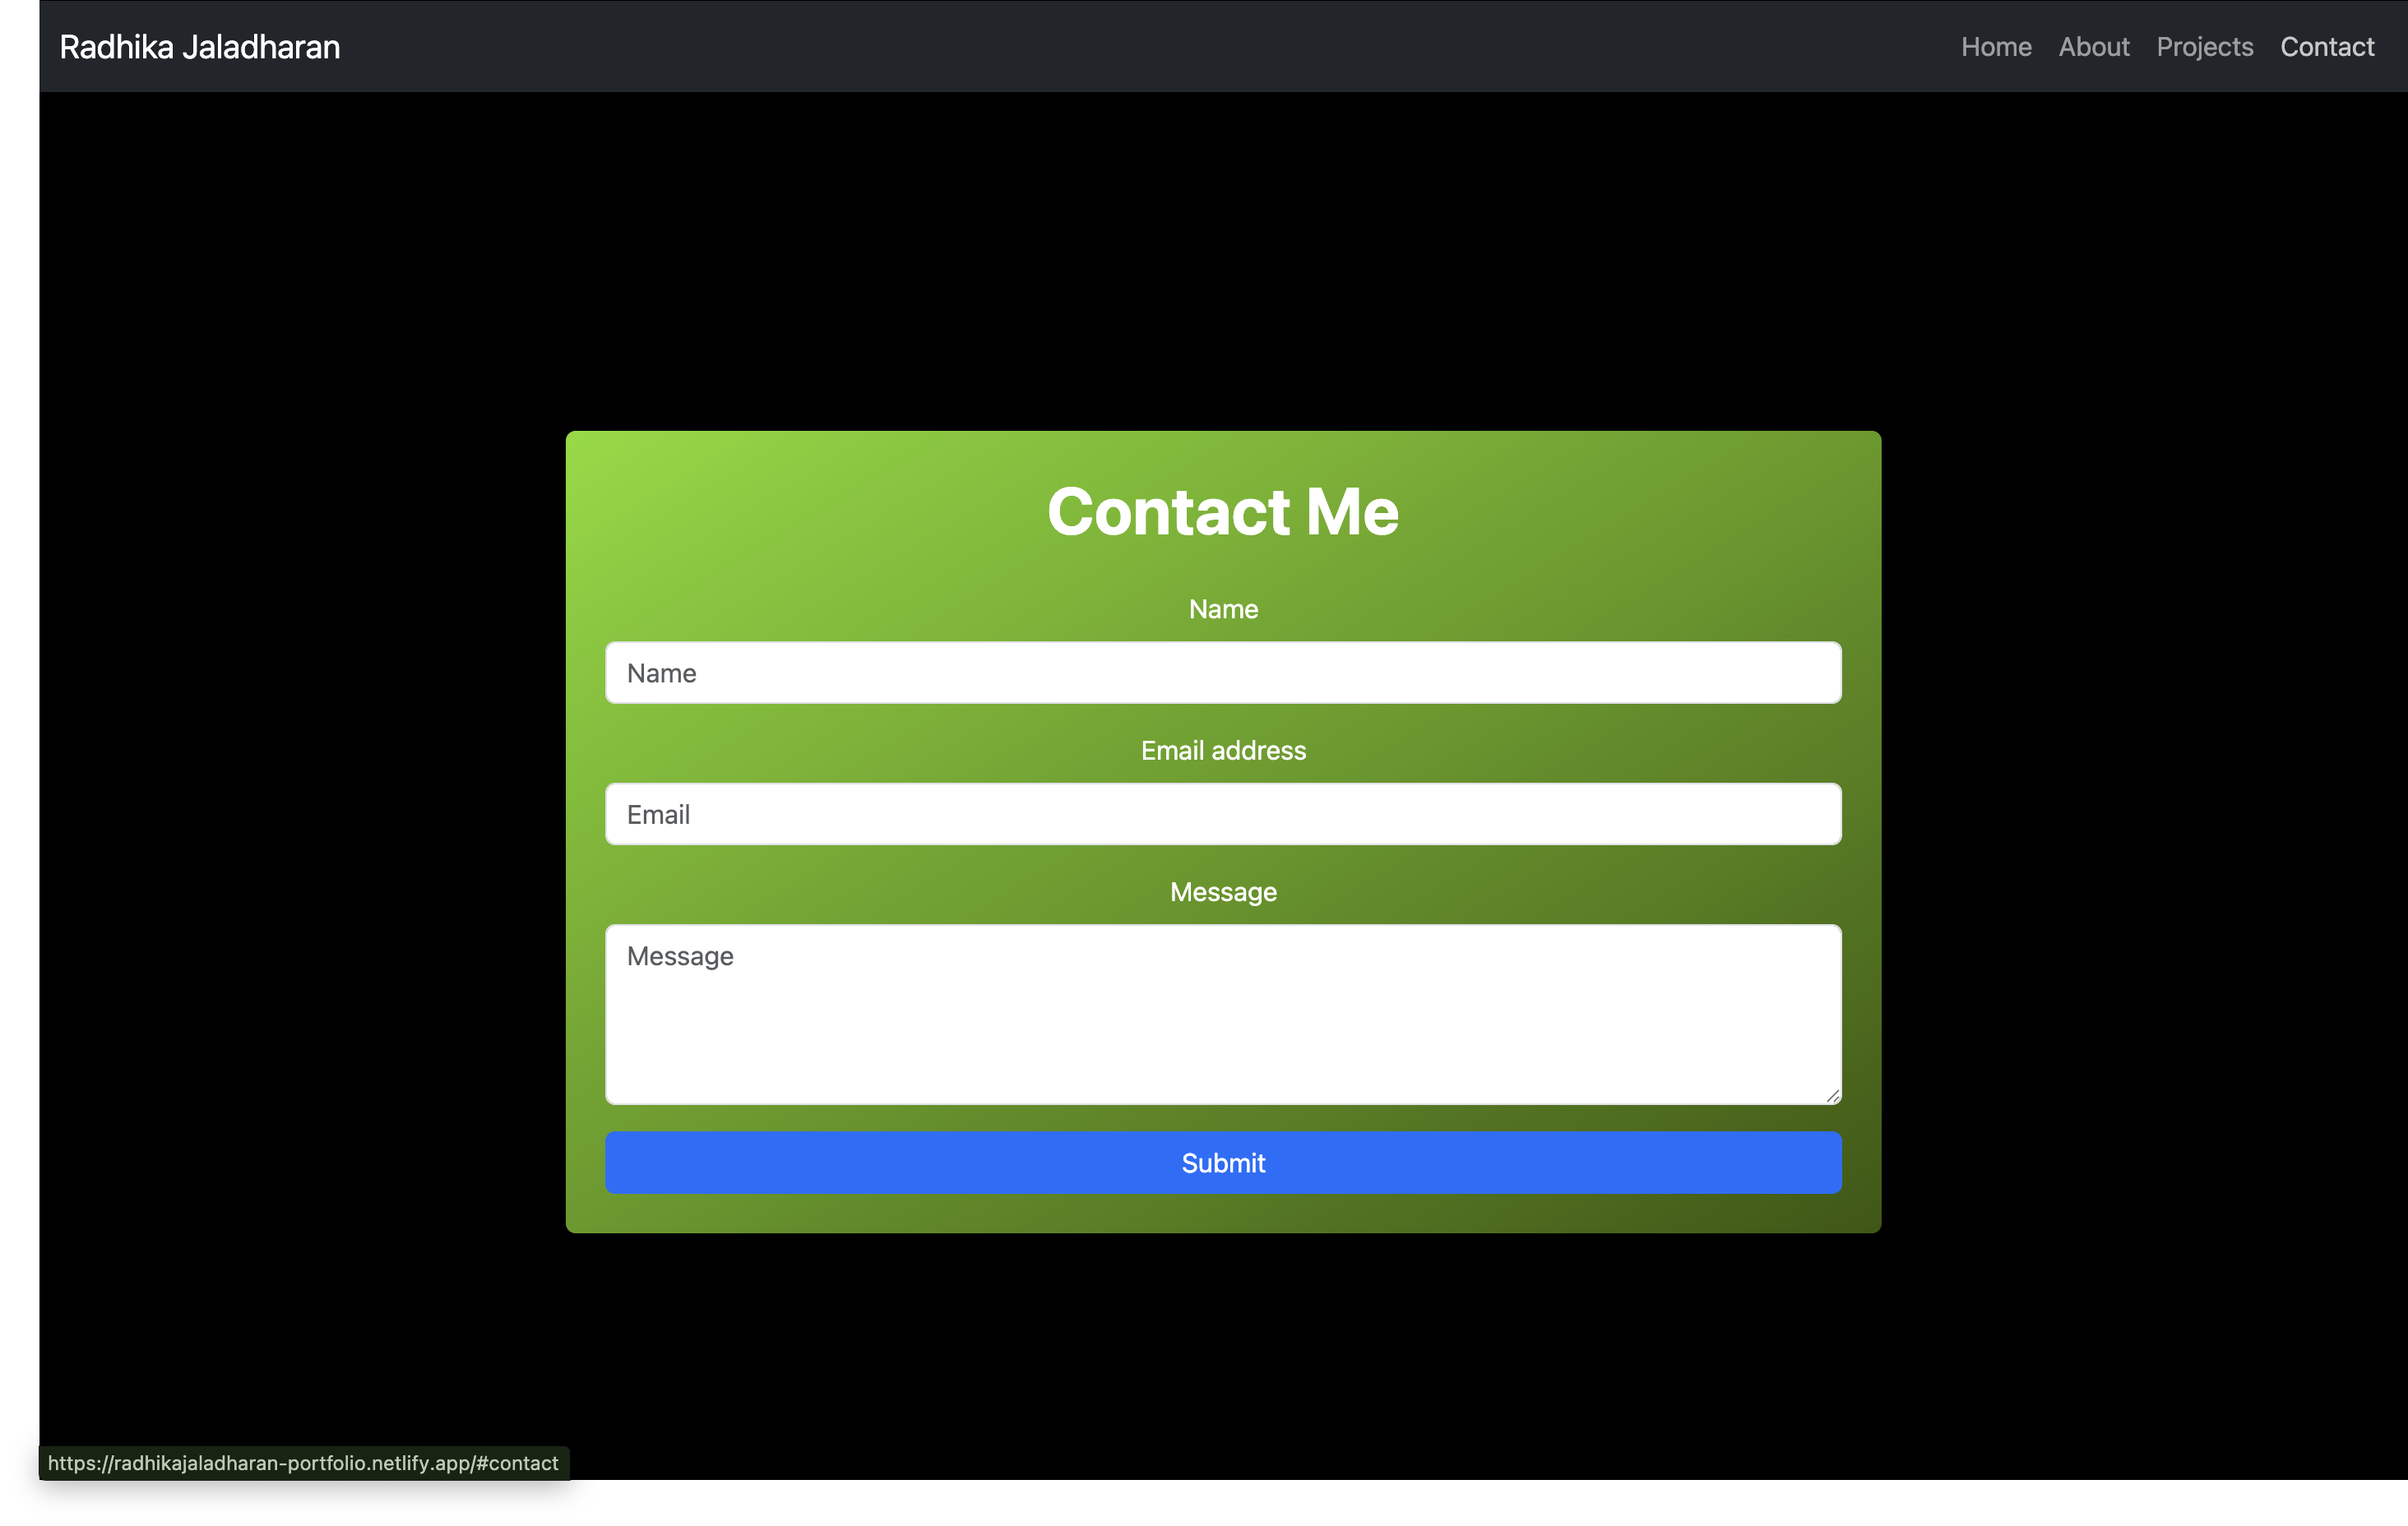 Radhika Jaladharan
Home About Projects Contact
Contact Me
Name
Name
Email address
Email
Message
Message
Submit
https://radhikajaladharan-portfolio.netlify.app/#contact